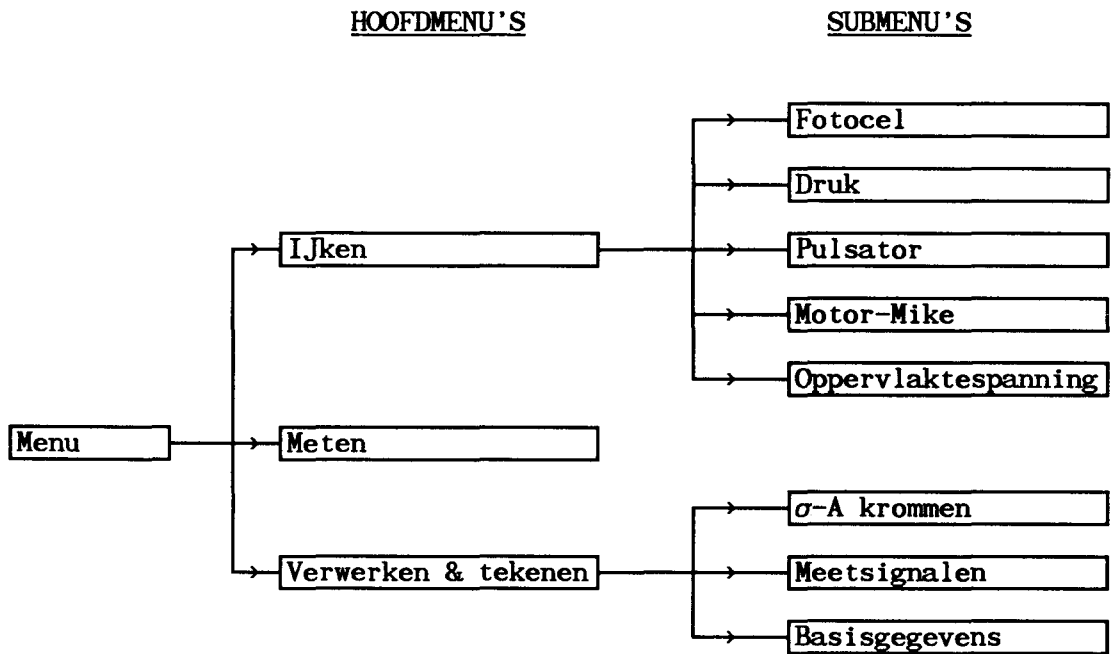 HOOFDMENU'S SUBMENU'S
Fotocel
Druk
IJken Pulsator
Motor-Mike
Oppervlaktespanning
Menu Meten
σ-A krommen
Verwerken & tekenen Meetsignalen
Basisgegevens